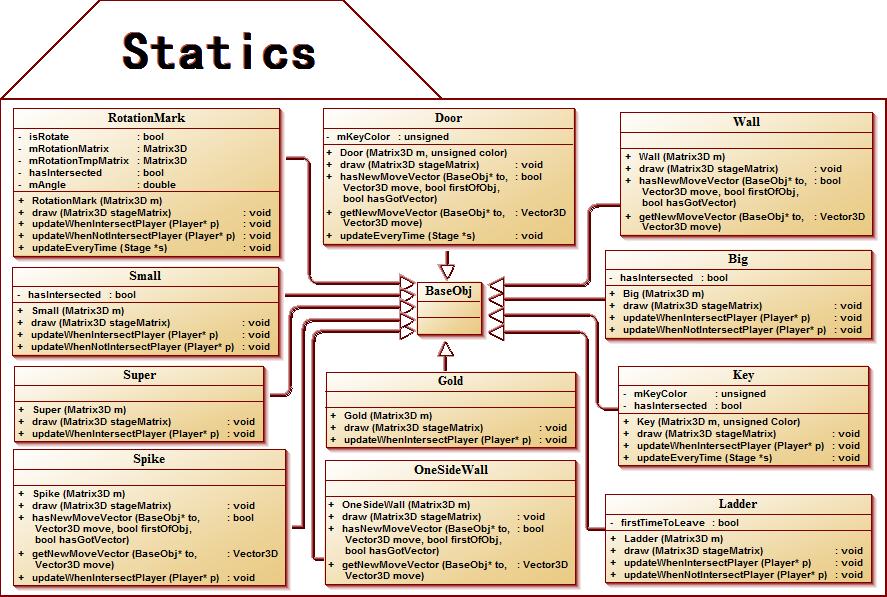 Statics
RotationMark
- isRotate : bool
- mRotationMatrix : Matrix3D
- mRotationTmpMatrix : Matrix3D
- hasIntersected : bool
- mAngle : double
+ RotationMark (Matrix3D m)
+ draw (Matrix3D stageMatrix) : void
+ updateWhenIntersectPlayer (Player* p) : void
+ updateWhenNotIntersectPlayer (Player* p) : void
+ updateEveryTime (Stage *s) : void
Door
- mKeyColor : unsigned
+ Door (Matrix3D m, unsigned color)
+ draw (Matrix3D stageMatrix) : void
+ hasNewMoveVector (BaseObj* to, : bool
Vector3D move, bool firstOfObj,
bool hasGotVector)
+ getNewMoveVector (BaseObj* to, : Vector3D
Vector3D move)
+ updateEveryTime (Stage *s) : void
Wall
+ Wall (Matrix3D m)
+ draw (Matrix3D stageMatrix) : void
+ hasNewMoveVector (BaseObj* to, : bool
Vector3D move, bool firstOfObj,
bool hasGotVector)
+ getNewMoveVector (BaseObj* to, : Vector3D
Vector3D move)
Small
- hasIntersected : bool
+ Small (Matrix3D m)
+ draw (Matrix3D stageMatrix) : void
+ updateWhenIntersectPlayer (Player* p) : void
+ updateWhenNotIntersectPlayer (Player* p) : void
BaseObj
Big
- hasIntersected : bool
+ Big (Matrix3D m)
+ draw (Matrix3D stageMatrix) : void
+ updateWhenIntersectPlayer (Player* p) : void
+ updateWhenNotIntersectPlayer (Player* p) : void
Super
+ Super (Matrix3D m)
+ draw (Matrix3D stageMatrix) : void
+ updateWhenIntersectPlayer (Player* p) : void
Gold
+ Gold (Matrix3D m)
+ draw (Matrix3D stageMatrix) : void
+ updateWhenIntersectPlayer (Player* p) : void
Key
- mKeyColor : unsigned
- hasIntersected : bool
+ Key (Matrix3D m, unsigned Color)
+ draw (Matrix3D stageMatrix) : void
+ updateWhenIntersectPlayer (Player* p) : void
+ updateEveryTime (Stage *s) : void
Spike
+ Spike (Matrix3D m)
+ draw (Matrix3D stageMatrix) : void
+ hasNewMoveVector (BaseObj* to, : bool
Vector3D move, bool firstOfObj,
bool hasGotVector)
+ getNewMoveVector (BaseObj* to, : Vector3D
Vector3D move)
+ updateWhenIntersectPlayer (Player* p) : void
OneSideWall
+ OneSideWall (Matrix3D m)
+ draw (Matrix3D stageMatrix) : void
+ hasNewMoveVector (BaseObj* to, : bool
Vector3D move, bool firstOfObj,
bool hasGotVector)
+ getNewMoveVector (BaseObj* to, : Vector3D
Vector3D move)
Ladder
- firstTimeToLeave : bool
+ Ladder (Matrix3D m)
+ draw (Matrix3D stageMatrix) : void
+ updateWhenIntersectPlayer (Player* p) : void
+ updateWhenNotIntersectPlayer (Player* p) : void